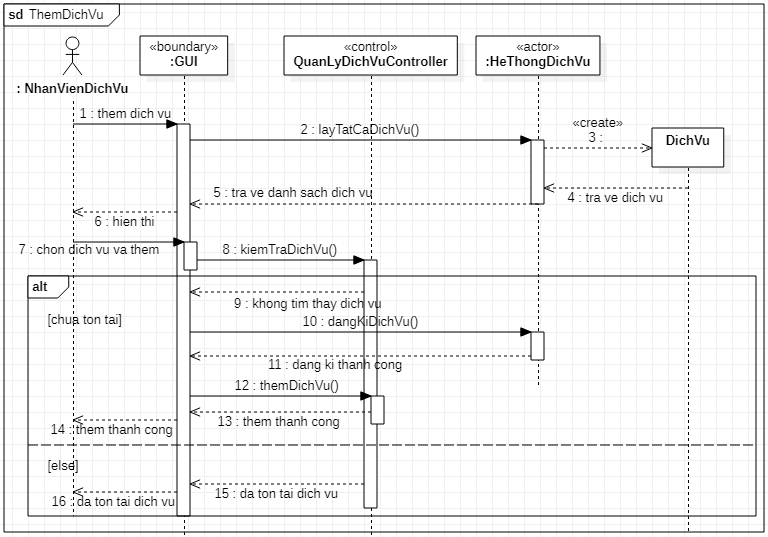 sd ThemDichVu
: NhanVienDichVu
«boundary»
:GUI
«control»
QuanLyDichVuController
«actor»
:HeThongDichVu
1 : them dich vu
2 : layTatCaDichVu()
«create»
3 :
DichVu
4 : tra ve dich vu
5 : tra ve danh sach dich vu
6 : hien thi
7 : chon dich vu va them
8 : kiemTraDichVu()
alt
9 : khong tim thay dich vu
[chua ton tai]
10 : dangKiDichVu()
11 : dang ki thanh cong
12 : themDichVu()
13 : them thanh cong
14 : them thanh cong
[else]
15 : da ton tai dich vu
16 : da ton tai dich vu